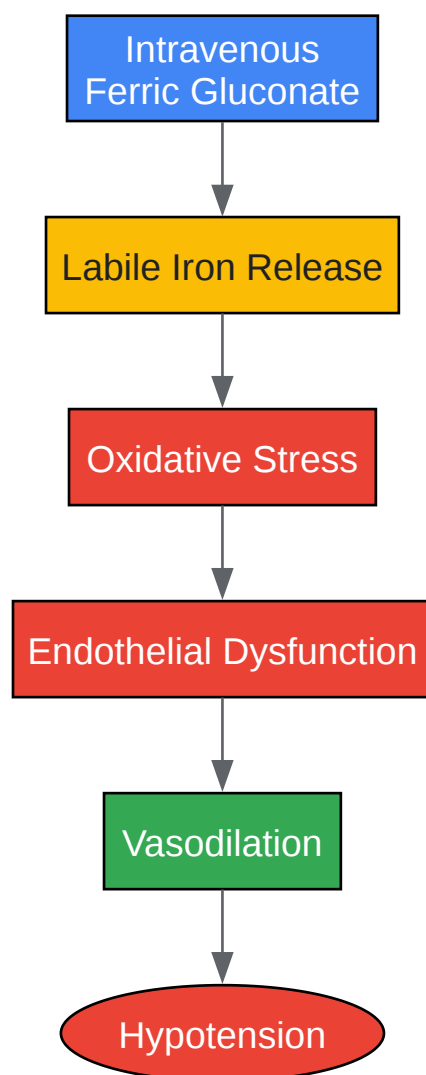 Intravenous
Ferric Gluconate
Labile Iron Release
Oxidative Stress
Endothelial Dysfunction
Vasodilation
Hypotension